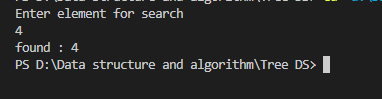 Enter element for search
4
found : 4
PS D:\Data structure and algorithm\Tree DS>